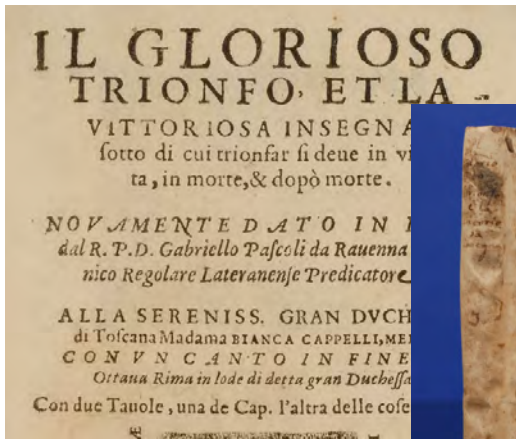 IL GLORIOSO
TRIONFO, ET LA
VITTORIOSA INSEGNA
ſotto di cui trionfar ſi deue in vi
ta, in morte, & dopò morte.
NOVAMENTE DATO IN
dal R. P. D. Gabriello Paſcoli da Rauenna
nico Regolare Lateranenſe Predicatore
ALLA SERENISS. GRAN DVCH
di Toſcana Madama BIANCA CAPPELLI, ME
CON VN CANTO IN FINE
Ottaua Rima in lode di detta gran Ducheſſa
Con due Tauole, una de Cap. l'altra delle coſe